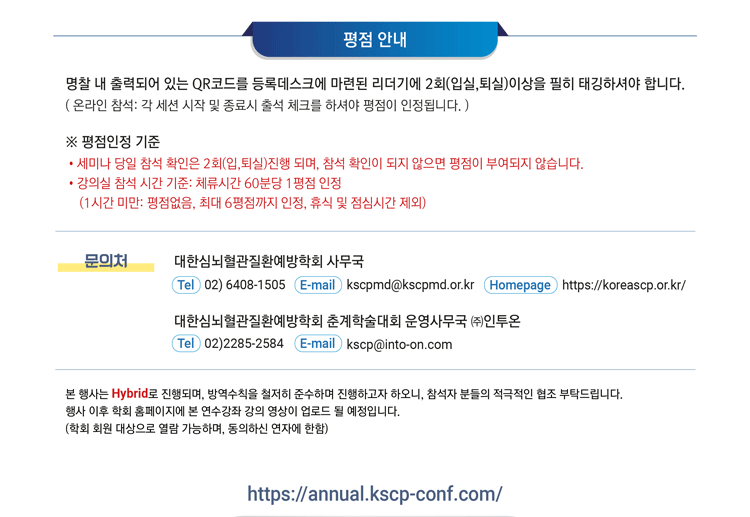 평점 안내
명찰 내 출력되어 있는 QR코드를 등록데스크에 마련된 리더기에 2회(입실,퇴실)이상을 필히 태깅하셔야 합니다.
( 온라인 참석: 각 세션 시작 및 종료시 출석 체크를 하셔야 평점이 인정됩니다. )
※ 평점인정 기준
• 세미나 당일 참석 확인은 2회(입,퇴실)진행 되며, 참석 확인이 되지 않으면 평점이 부여되지 않습니다.
• 강의실 참석 시간 기준: 체류시간 60분당 1평점 인정
(1시간 미만: 평점없음, 최대 6평점까지 인정, 휴식 및 점심시간 제외)
문의처
대한심뇌혈관질환예방학회 사무국
Tel 02) 6408-1505 E-mail kscpmd@kscpmd.or.kr Homepage https://koreascp.or.kr/
대한심뇌혈관질환예방학회 춘계학술대회 운영사무국 ㈜인투온
Tel 02)2285-2584 E-mail kscp@into-on.com
본 행사는 Hybrid로 진행되며, 방역수칙을 철저히 준수하며 진행하고자 하오니, 참석자 분들의 적극적인 협조 부탁드립니다.
행사 이후 학회 홈페이지에 본 연수강좌 강의 영상이 업로드 될 예정입니다.
(학회 회원 대상으로 열람 가능하며, 동의하신 연자에 한함)
https://annual.kscp-conf.com/